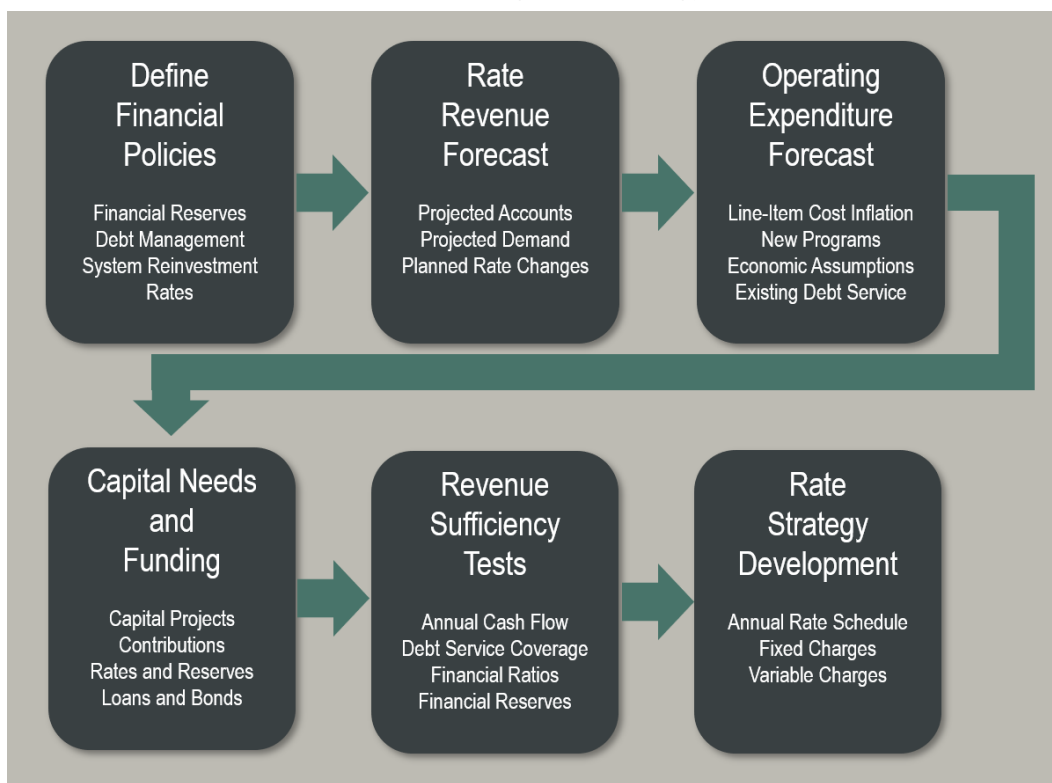 Define
Financial
Policies
Financial Reserves
Debt Management
System Reinvestment
Rates
Rate
Revenue
Forecast
Projected Accounts
Projected Demand
Planned Rate Changes
Operating
Expenditure
Forecast
Line-Item Cost Inflation
New Programs
Economic Assumptions
Existing Debt Service
Capital Needs
and
Funding
Capital Projects
Contributions
Rates and Reserves
Loans and Bonds
Revenue
Sufficiency
Tests
Annual Cash Flow
Debt Service Coverage
Financial Ratios
Financial Reserves
Rate
Strategy
Development
Annual Rate Schedule
Fixed Charges
Variable Charges